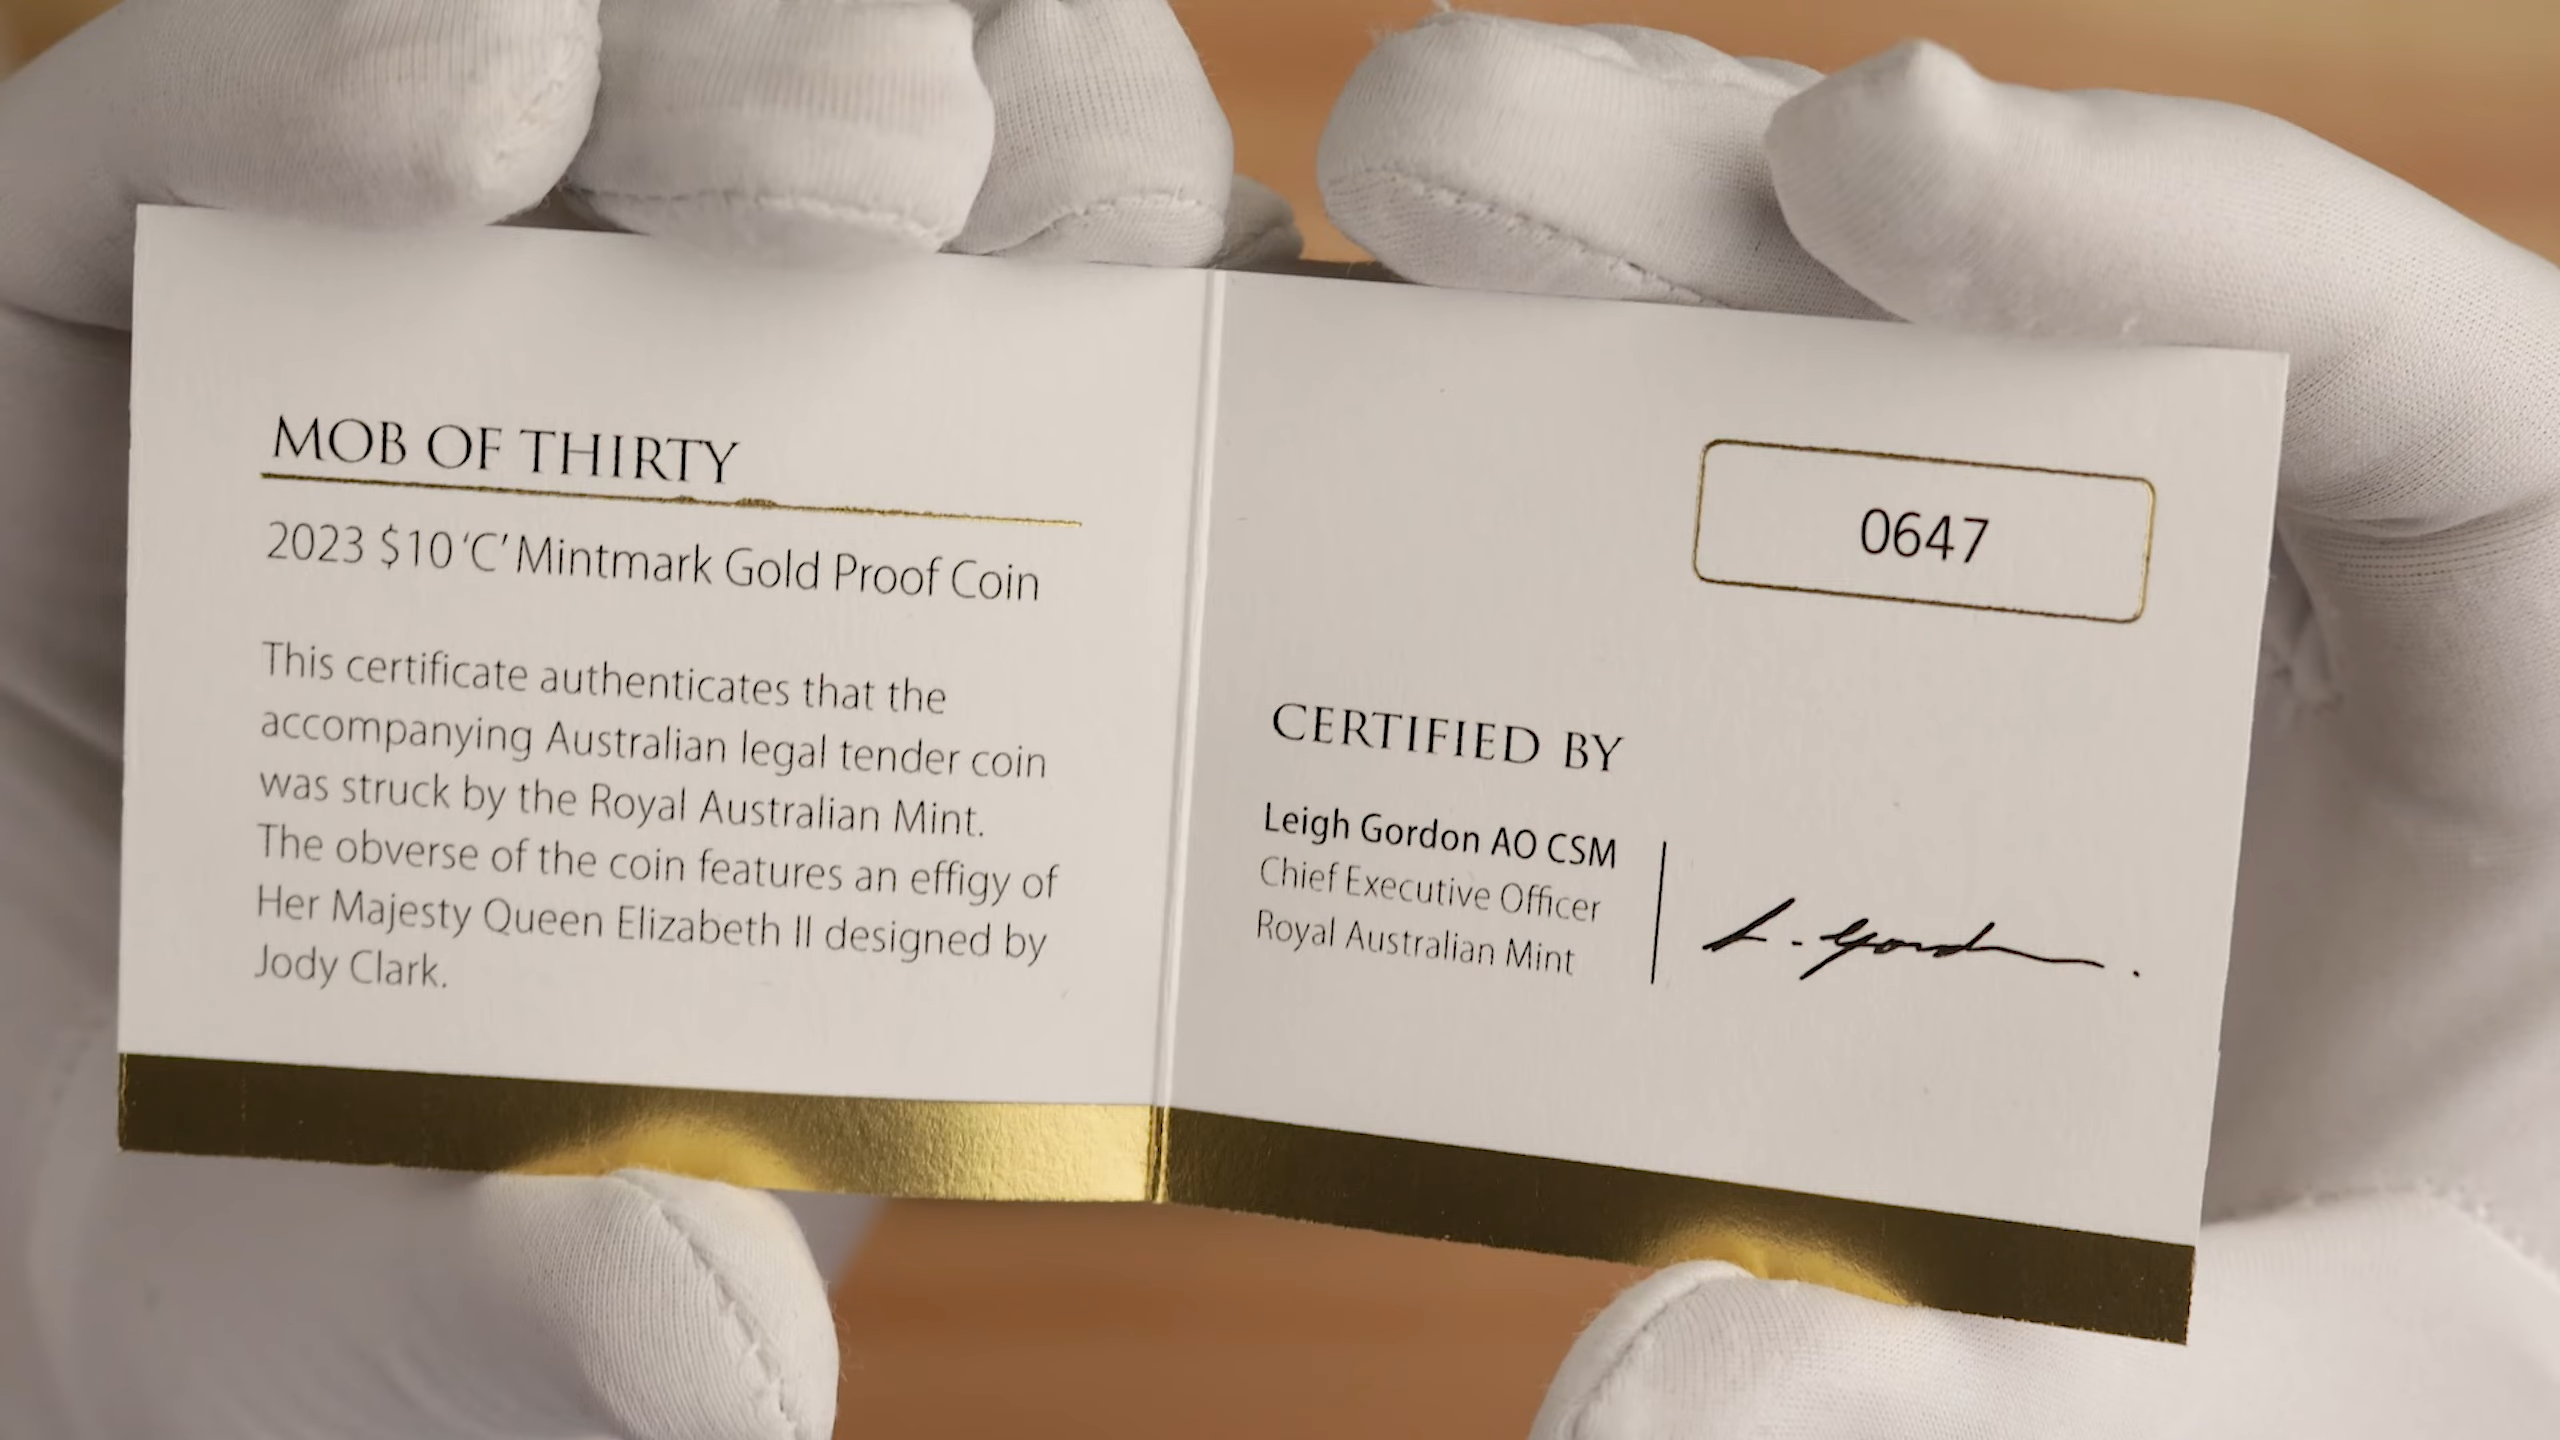 MOB OF THIRTY
2023 $10 ‘C’ Mintmark Gold Proof Coin
This certificate authenticates that the
accompanying Australian legal tender coin
was struck by the Royal Australian Mint.
The obverse of the coin features an effigy of
Her Majesty Queen Elizabeth II designed by
Jody Clark.
0647
CERTIFIED BY
Leigh Gordon AO CSM
Chief Executive Officer
Royal Australian Mint
L. Gordon.